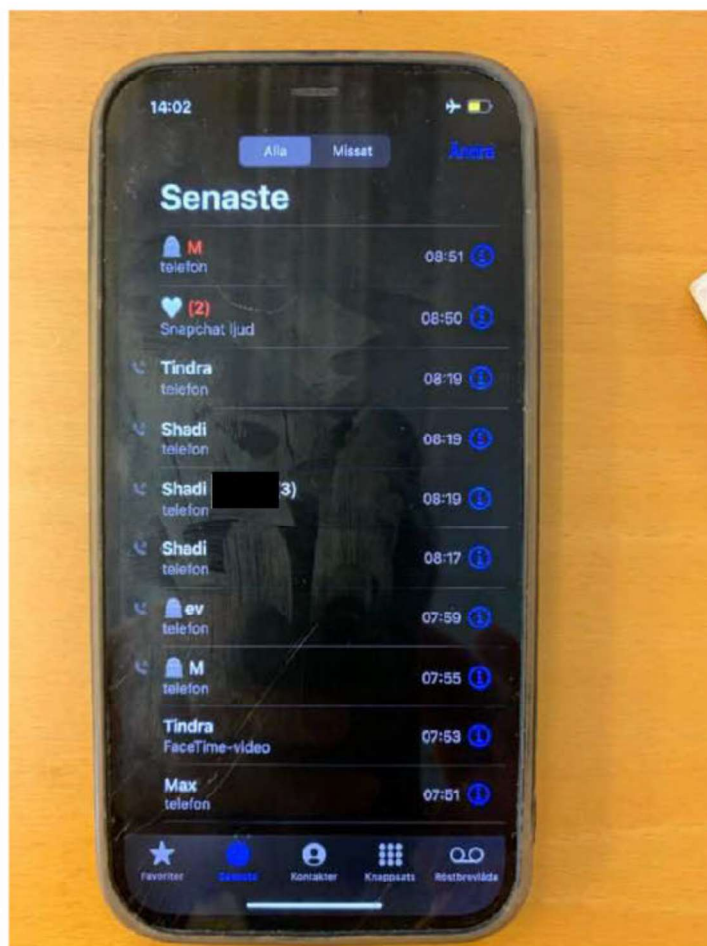 14:02
Alla Missat Ändra
Senaste
M
telefon 08:51
(2)
Snapchat ljud 08:50
Tindra
telefon 08:19
Shadi
telefon 08:19
Shadi 3)
telefon 08:19
Shadi
telefon 08:17
ev
telefon 07:59
M
telefon 07:55
Tindra
FaceTime-video 07:53
Max
telefon 07:51
Favoriter Senaste Kontakter Knappsats Röstbrevlåda